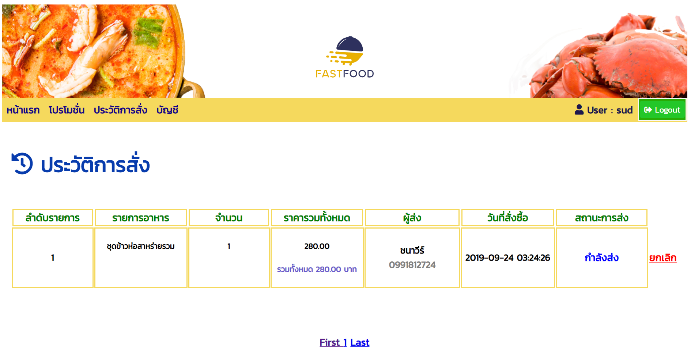 FASTFOOD
หน้าแรก โปรโมชั่น ประวัติการสั่ง บัญชี User : sud Logout
ประวัติการสั่ง
ลำดับรายการ รายการอาหาร จำนวน ราคารวมทั้งหมด ผู้ส่ง วันที่สั่งซื้อ สถานะการส่ง
1 ชุดข้าวห่อสาหร่ายรวม 1 280.00 ชนาวีร์ 2019-09-24 03:24:26 กำลังส่ง ยกเลิก
รวมทั้งหมด 280.00 บาท 0991812724
First 1 Last